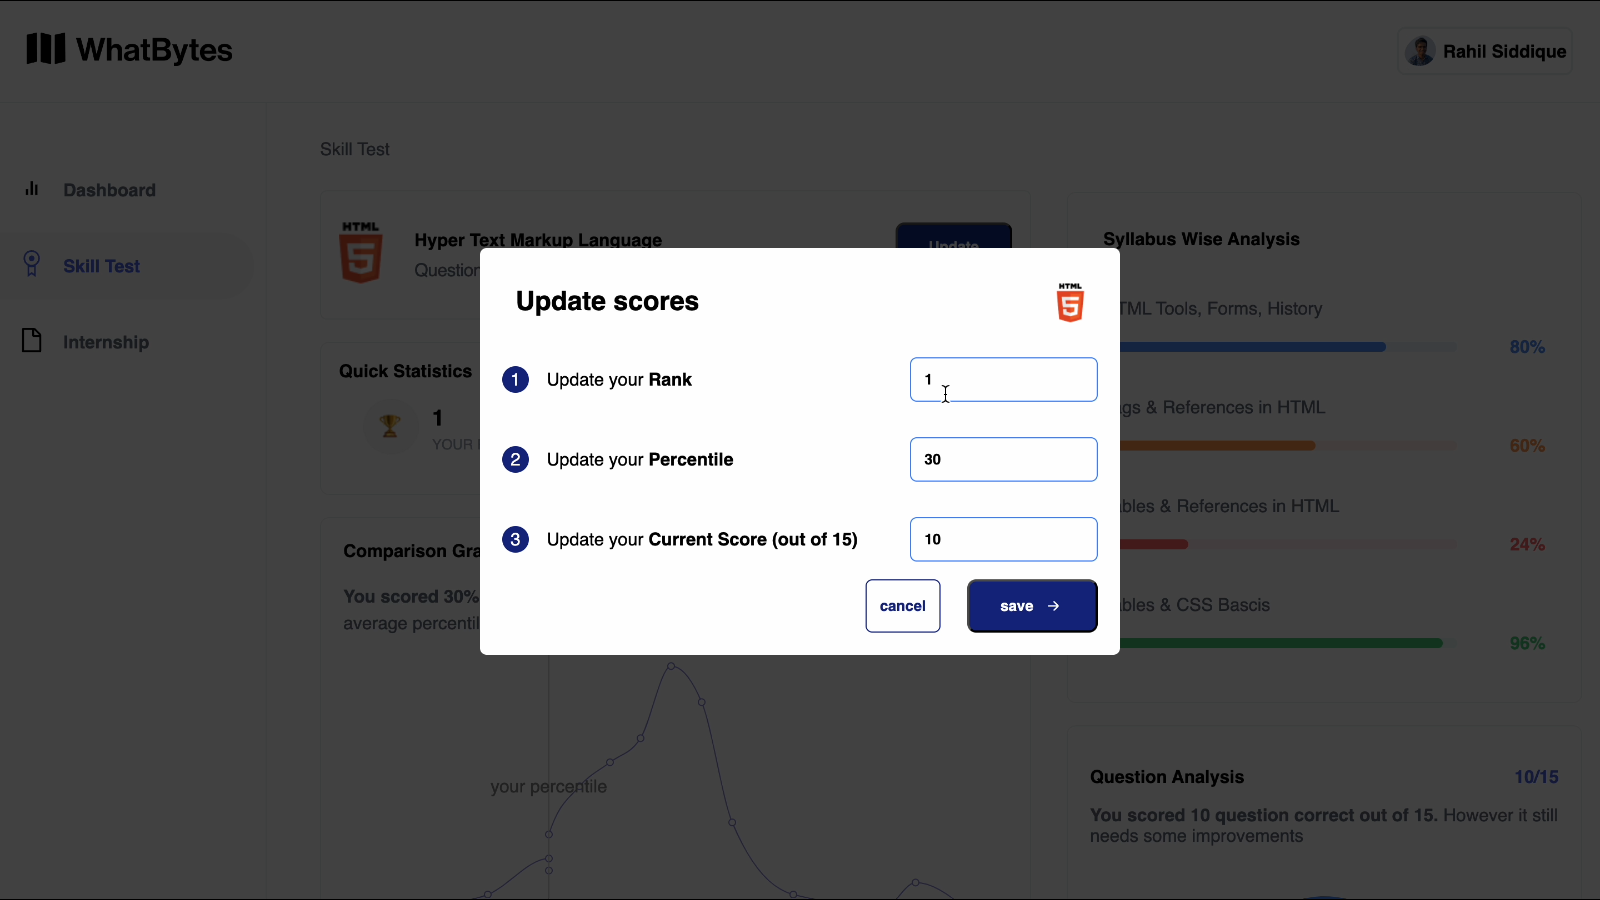 WhatBytes
Rahil Siddique
Dashboard
Skill Test
Internship
Skill Test
HTML
Hyper Text Markup Language
Update
Question
Quick Statistics
1
YOUR
Comparison Gra
You scored 30%
average percentil
your percentile
Update scores
HTML
1 Update your Rank 1
2 Update your Percentile 30
3 Update your Current Score (out of 15) 10
cancel save →
Syllabus Wise Analysis
TML Tools, Forms, History
80%
gs & References in HTML
60%
bles & References in HTML
24%
bles & CSS Bascis
96%
Question Analysis 10/15
You scored 10 question correct out of 15. However it still
needs some improvements